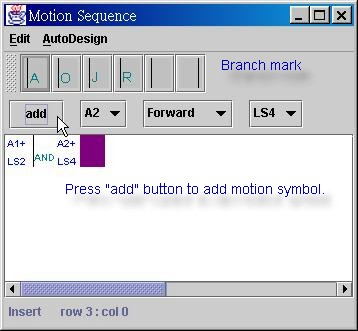 Motion Sequence
Edit AutoDesign
A O J R Branch mark
add A2 Forward LS4
A1+ A2+
AND
LS2 LS4
Press "add" button to add motion symbol.
Insert row 3 : col 0